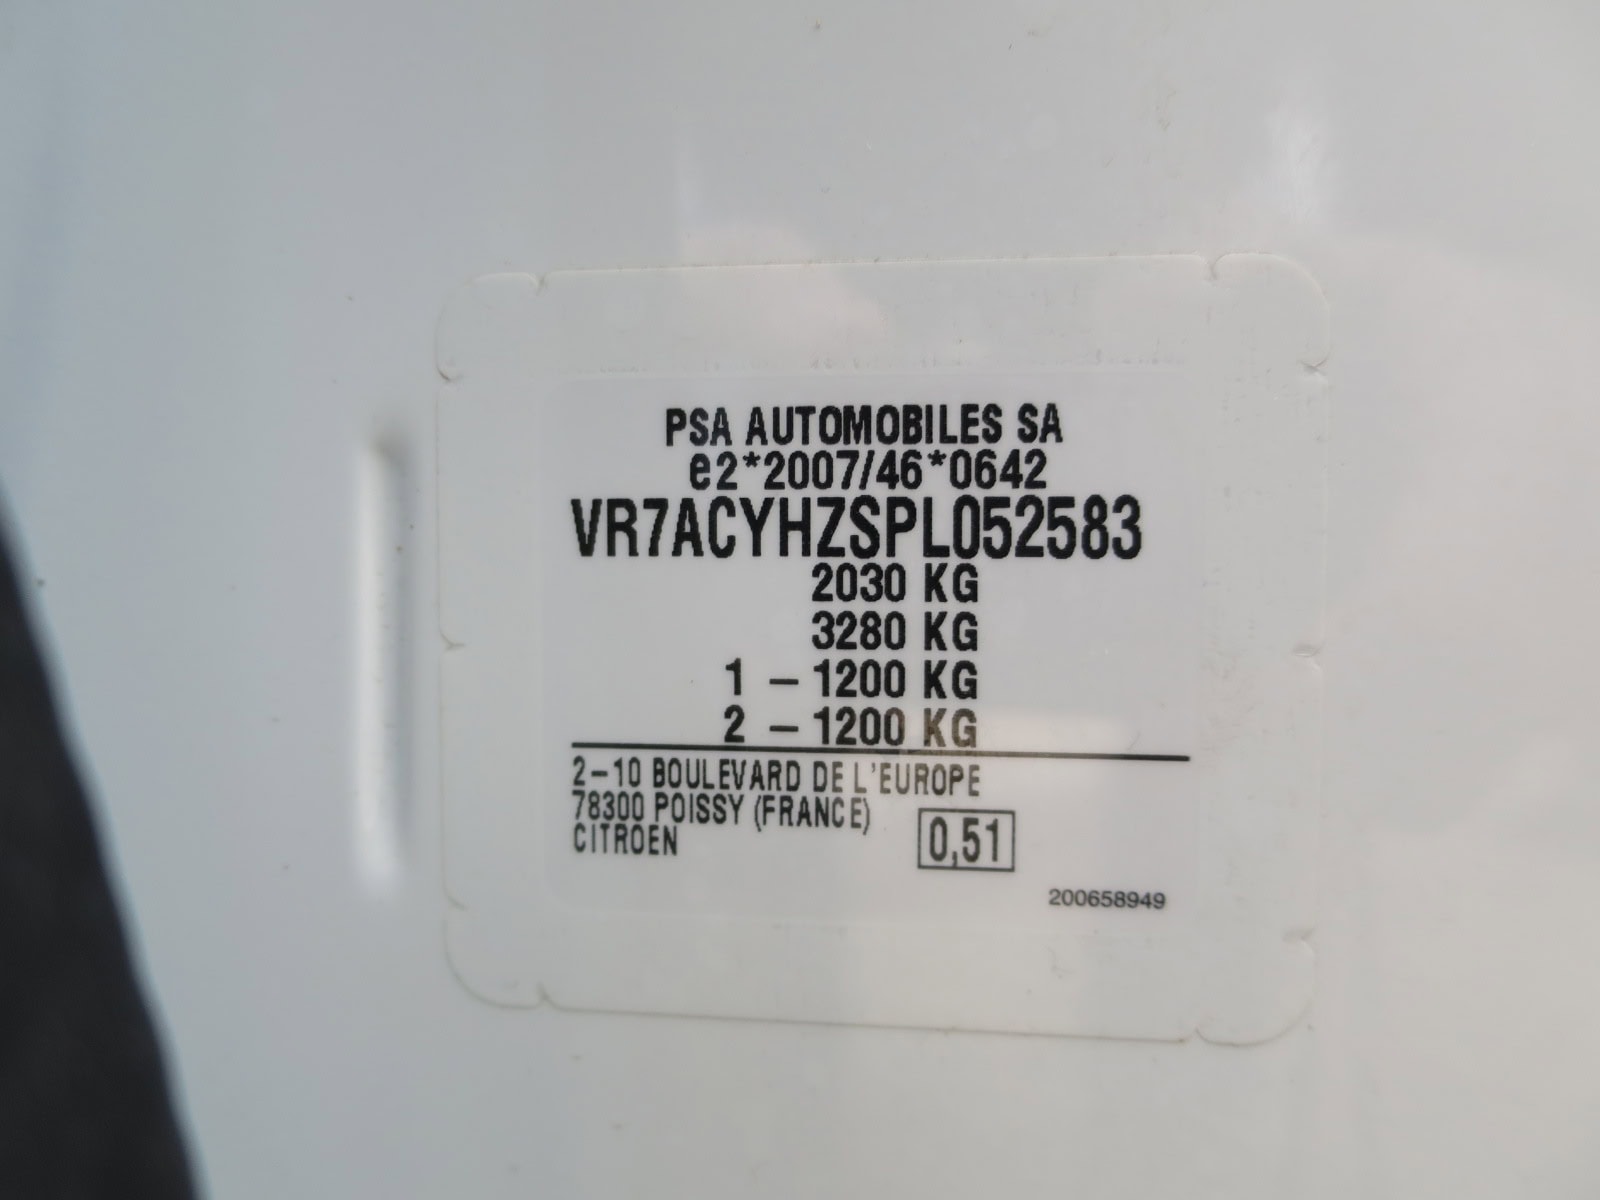 PSA AUTOMOBILES SA
e2*2007/46*0642
VR7ACYHZSPL052583
2030 KG
3280 KG
1 – 1200 KG
2 – 1200 KG
2–10 BOULEVARD DE L'EUROPE
78300 POISSY (FRANCE)
CITROEN
0,51
200658949